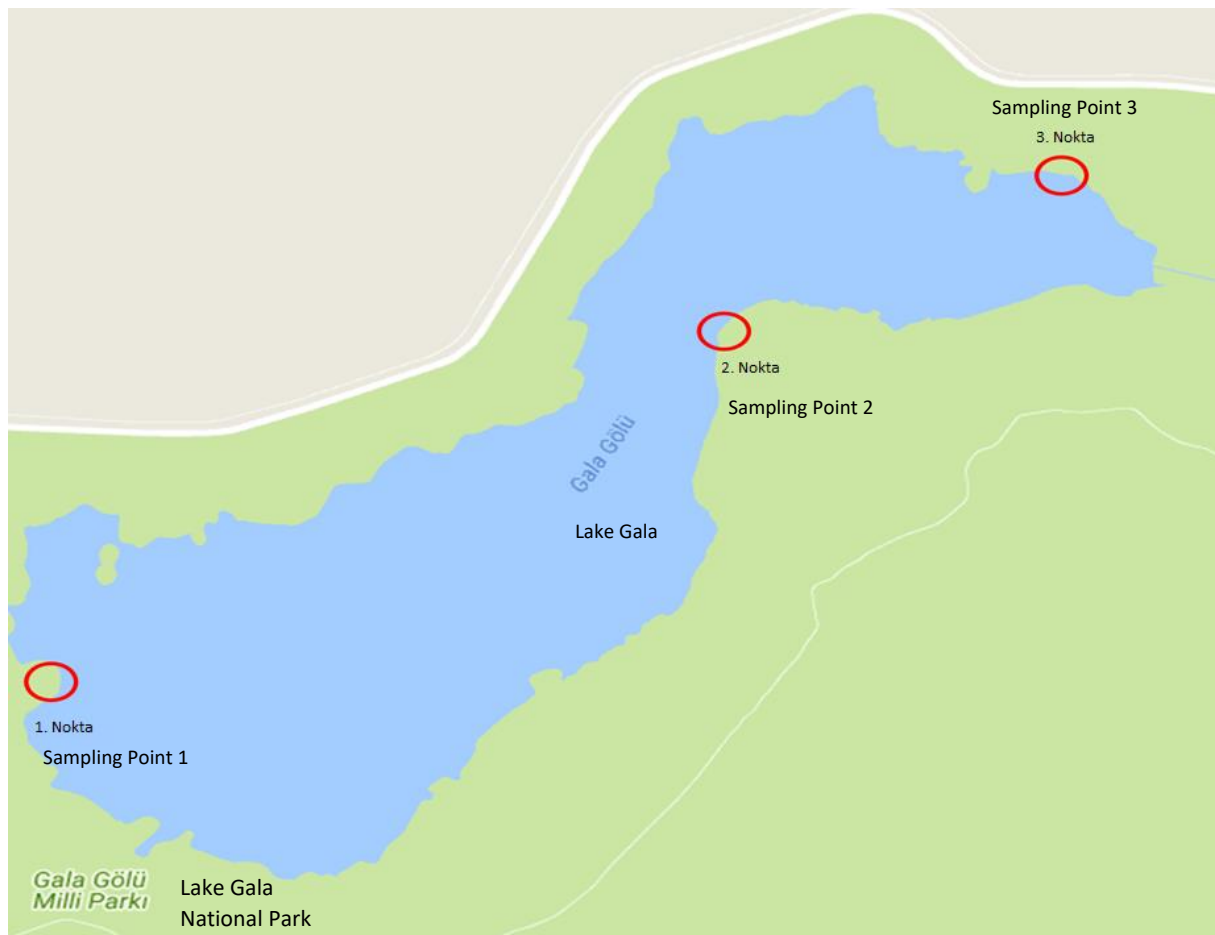 Sampling Point 3
3. Nokta
2. Nokta
Sampling Point 2
Gala Gölü
Lake Gala
1. Nokta
Sampling Point 1
Gala Gölü
Milli Parkı
Lake Gala
National Park